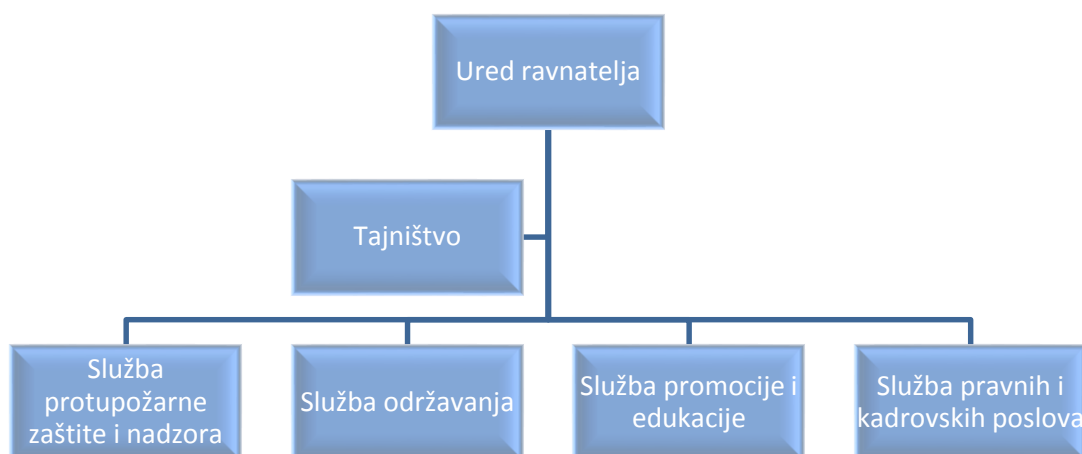 Ured ravnatelja
Tajništvo
Služba
protupožarne
zaštite i nadzora
Služba održavanja
Služba promocije i
edukacije
Služba pravnih i
kadrovskih poslova